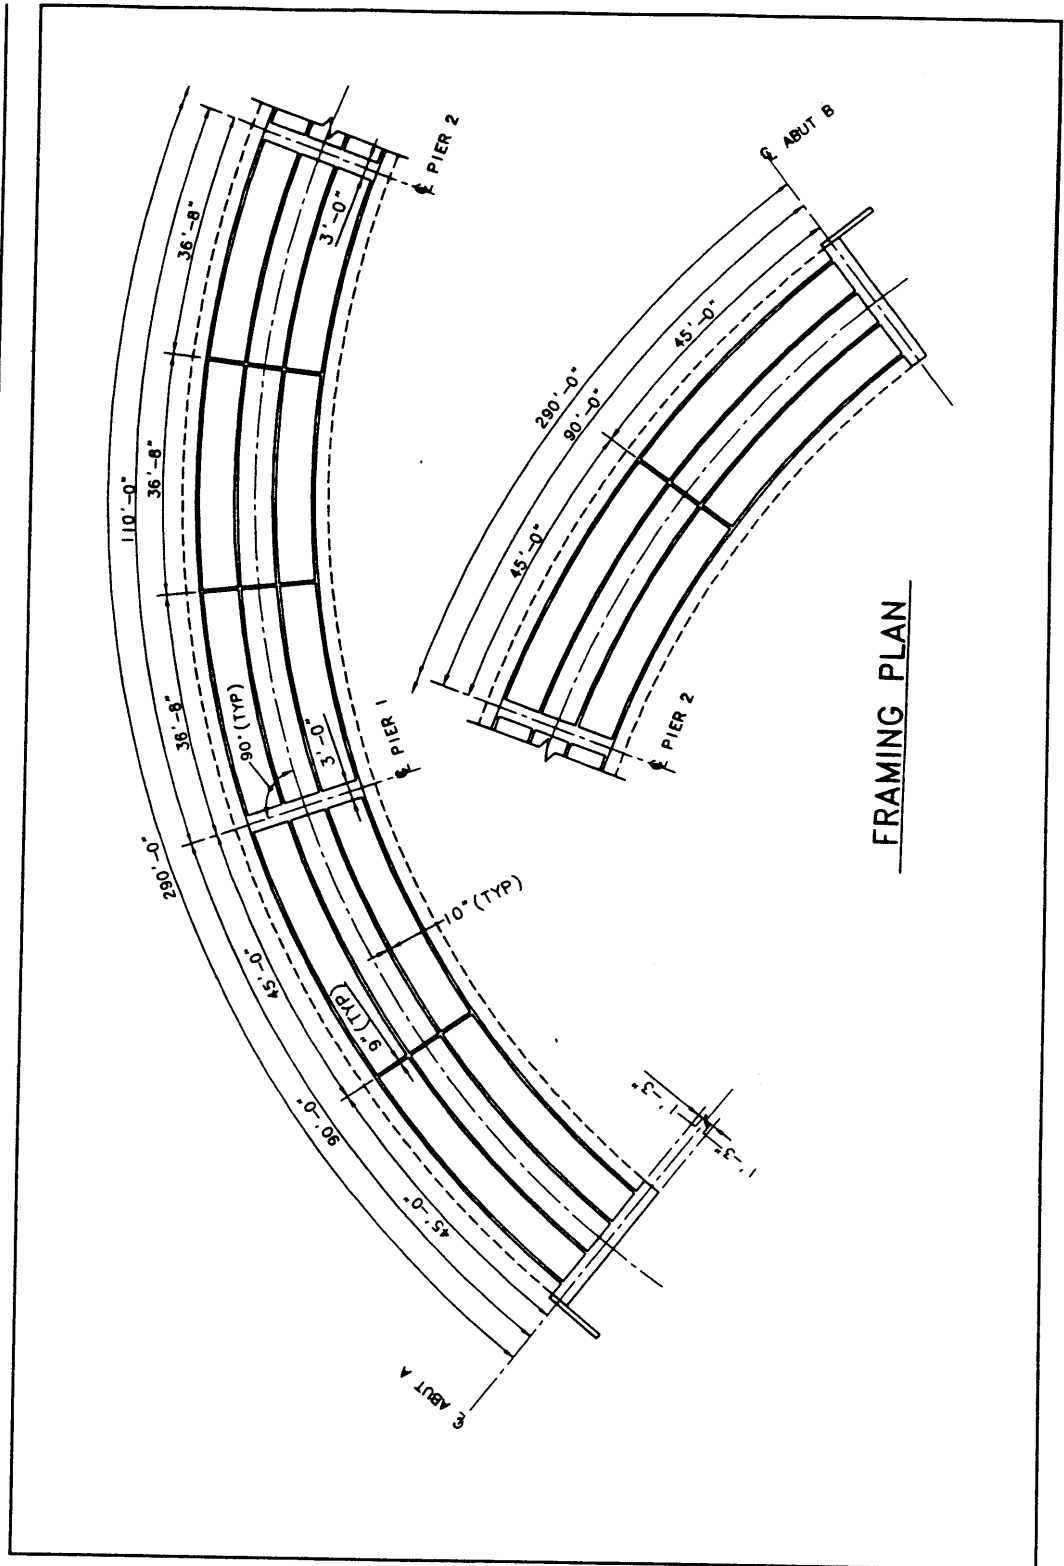 36'-8"
110'-0"
36'-8"
36'-8"
290'-0"
3'-0"
℄ PIER 2
90° (TYP)
3'-0"
℄ PIER 1
45'-0"
90'-0"
45'-0"
9" (TYP)
10" (TYP)
1'-3"
1'-3"
℄ ABUT A
℄ ABUT B
290'-0"
90'-0"
45'-0"
45'-0"
℄ PIER 2
FRAMING PLAN